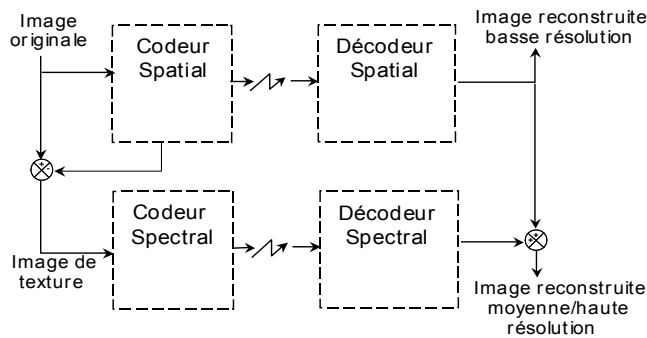 Image
originale
Codeur
Spatial
Décodeur
Spatial
Image reconstruite
basse résolution
+
-
Codeur
Spectral
Décodeur
Spectral
+
+
Image de
texture
Image reconstruite
moyenne/haute
résolution